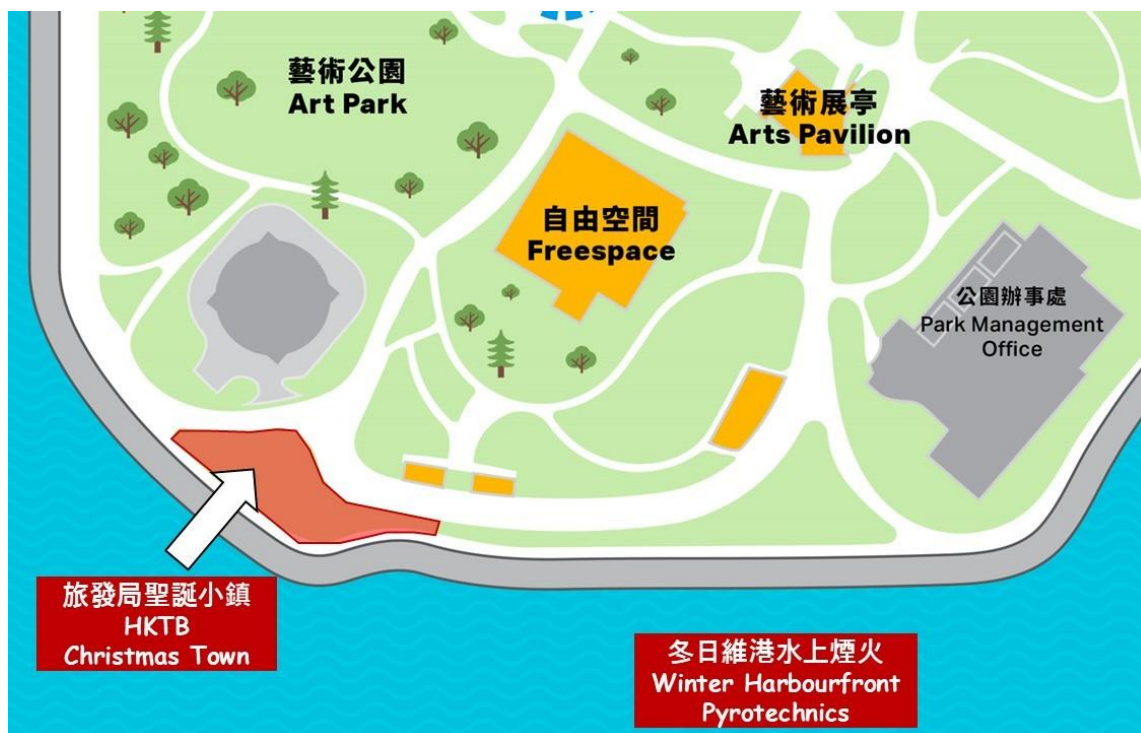 藝術公園
Art Park
藝術展亭
Arts Pavilion
自由空間
Freespace
公園辦事處
Park Management
Office
旅發局聖誕小鎮
HKTB
Christmas Town
冬日維港水上煙火
Winter Harbourfront
Pyrotechnics